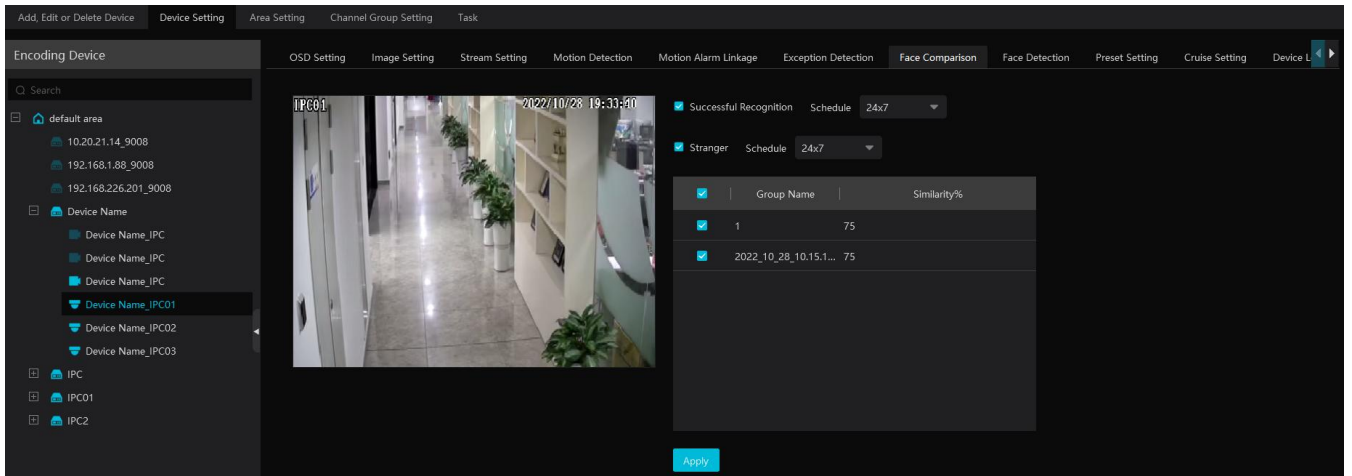 Add, Edit or Delete Device Device Setting Area Setting Channel Group Setting Task
Encoding Device
OSD Setting Image Setting Stream Setting Motion Detection Motion Alarm Linkage Exception Detection Face Comparison Face Detection Preset Setting Cruise Setting Device L
Search
default area
10.20.21.14_9008
192.168.1.88_9008
192.168.226.201_9008
Device Name
Device Name_IPC
Device Name_IPC
Device Name_IPC
Device Name_IPC01
Device Name_IPC02
Device Name_IPC03
IPC
IPC01
IPC2
IPC01 2022/10/28 19:33:40
Successful Recognition Schedule 24x7
Stranger Schedule 24x7
Group Name Similarity%
1 75
2022_10_28_10.15.1... 75
Apply